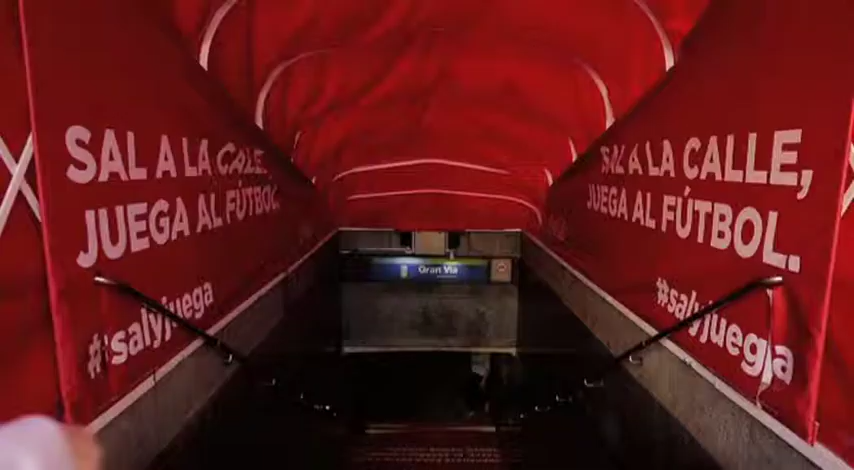 SAL A LA CALLE,
JUEGA AL FÚTBOL.
#salyjuega
SAL A LA CALLE,
JUEGA AL FÚTBOL.
#salyjuega
Gran Vía